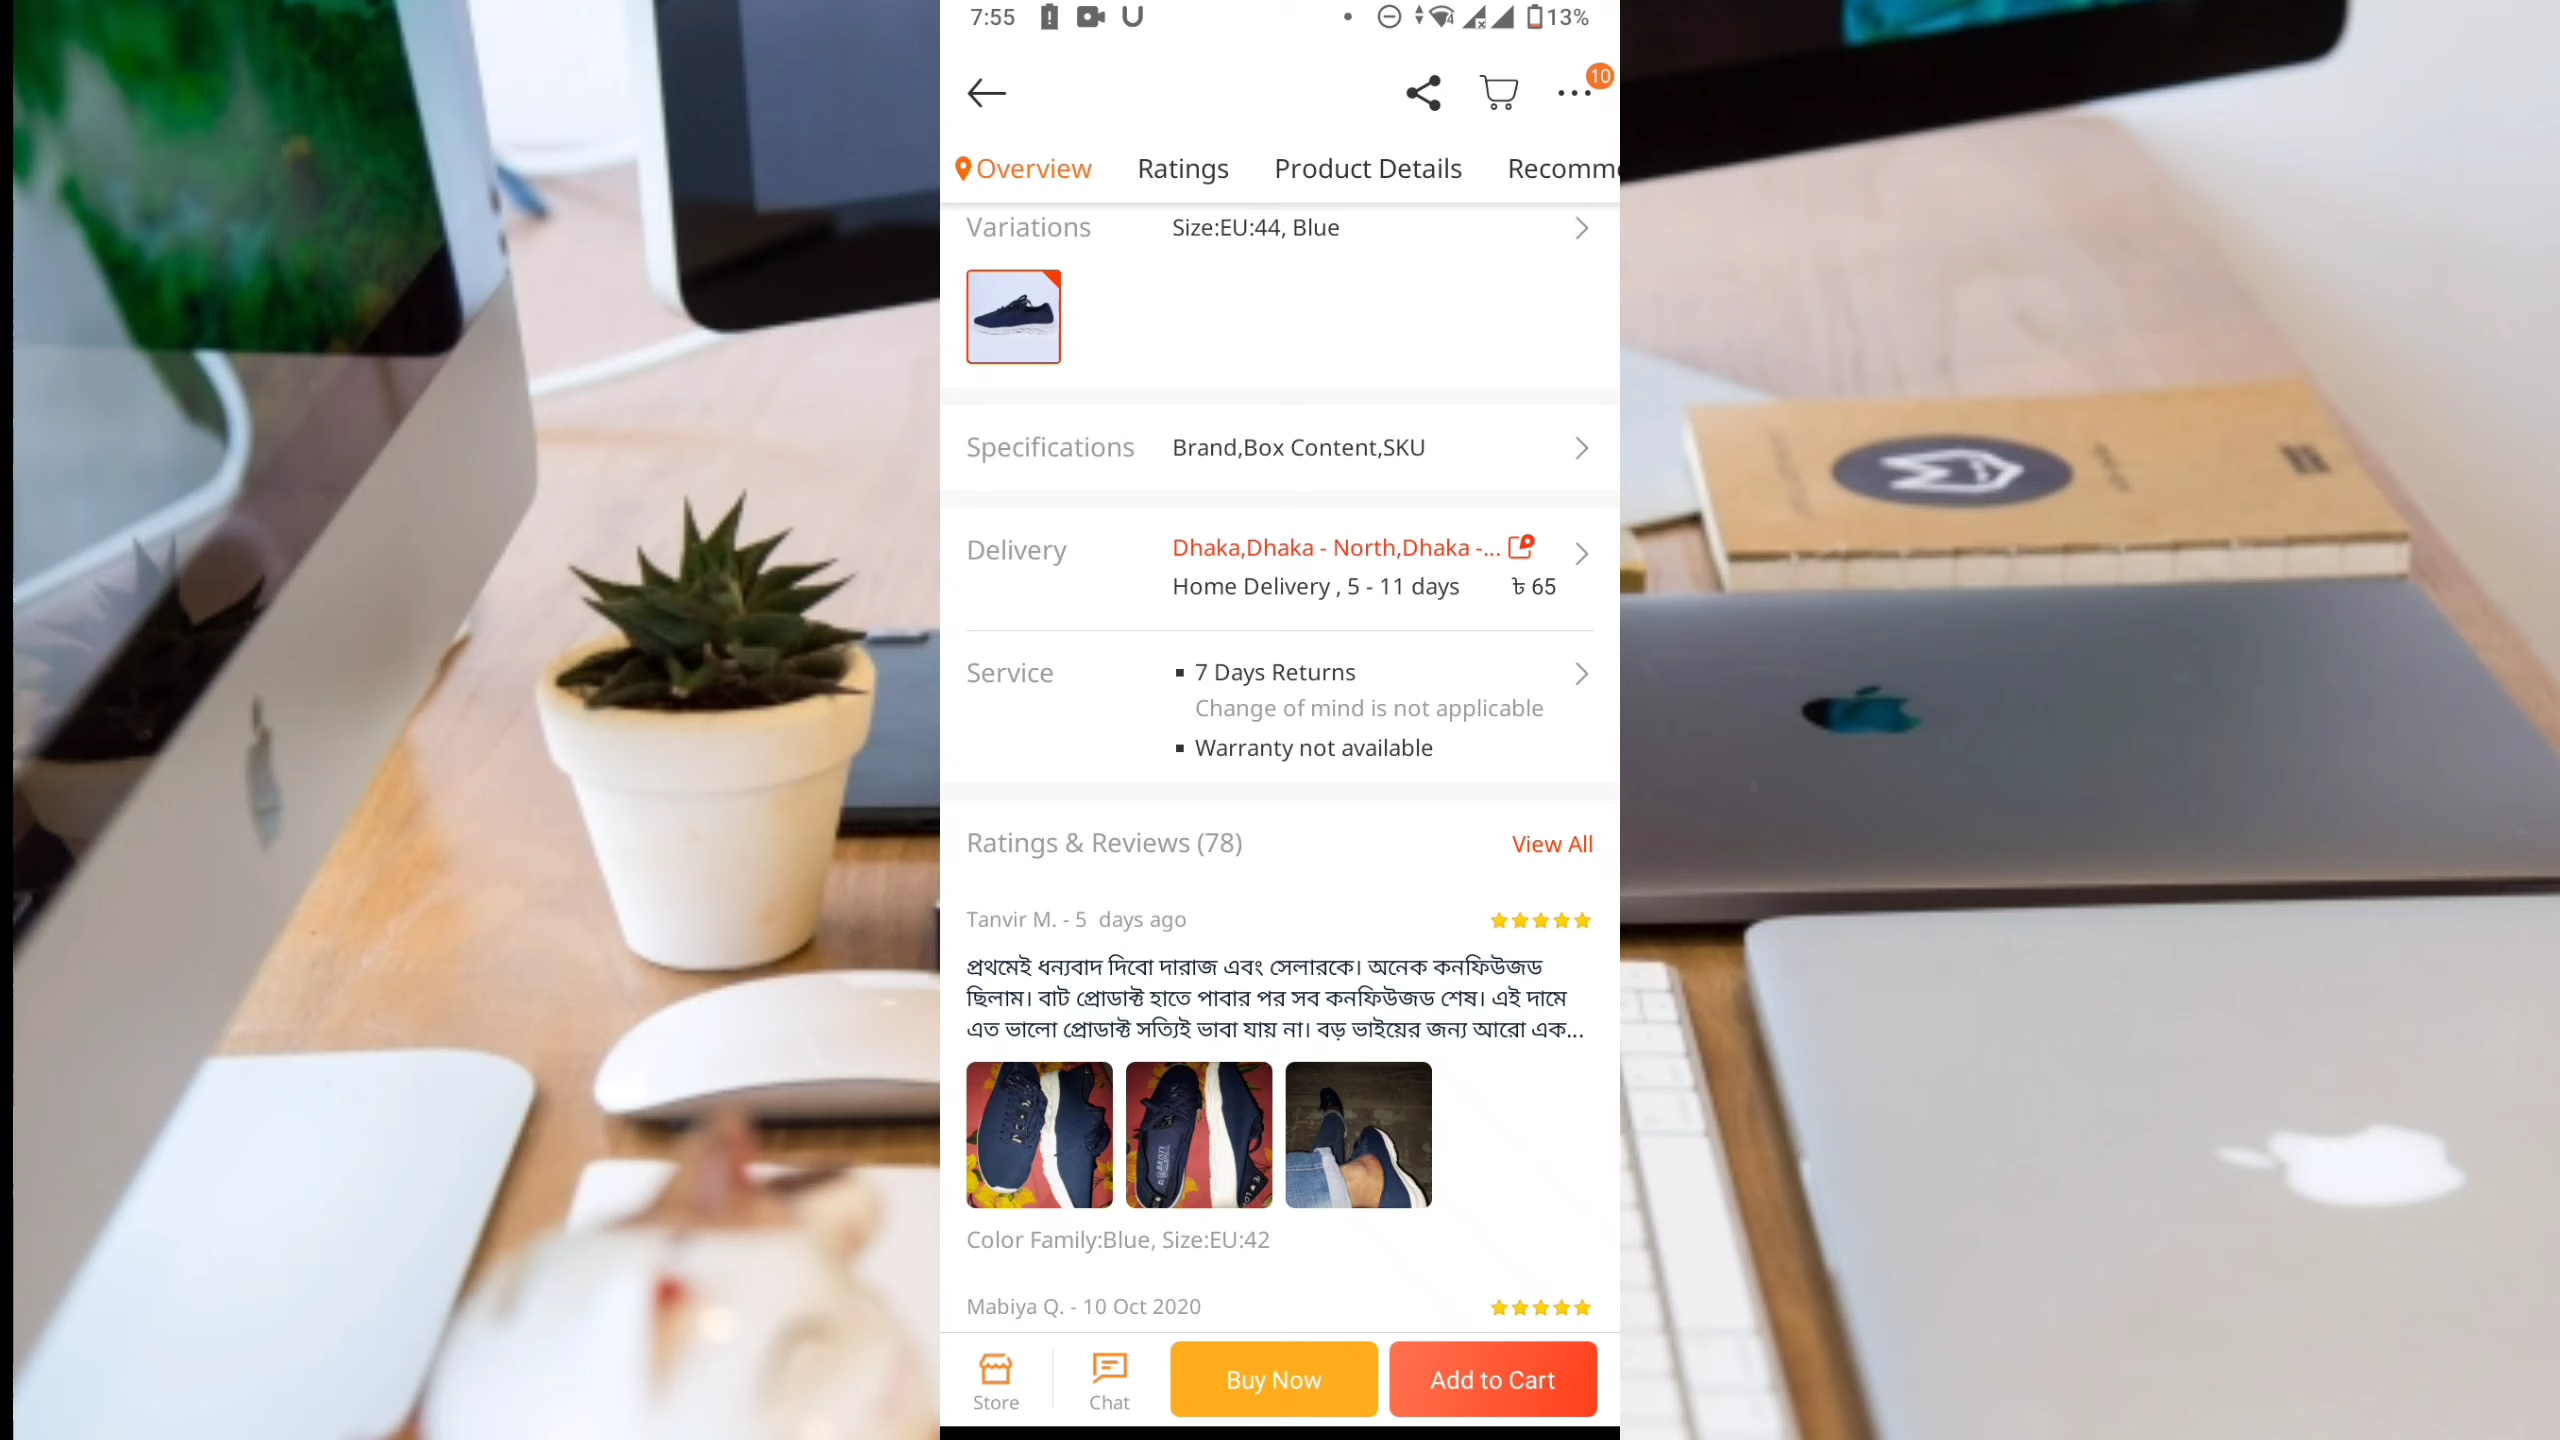 7:55
4
13%
10
Overview
Ratings
Product Details
Recomme
Variations
Size:EU:44, Blue
Specifications
Brand,Box Content,SKU
Delivery
Dhaka,Dhaka - North,Dhaka -...
Home Delivery , 5 - 11 days
৳ 65
Service
7 Days Returns
Change of mind is not applicable
Warranty not available
Ratings & Reviews (78)
View All
Tanvir M. - 5 days ago
প্রথমেই ধন্যবাদ দিবো দারাজ এবং সেলারকে। অনেক কনফিউজড
ছিলাম। বাট প্রোডাক্ট হাতে পাবার পর সব কনফিউজড শেষ। এই দামে
এত ভালো প্রোডাক্ট সত্যিই ভাবা যায় না। বড় ভাইয়ের জন্য আরো এক...
Color Family:Blue, Size:EU:42
Mabiya Q. - 10 Oct 2020
Store
Chat
Buy Now
Add to Cart